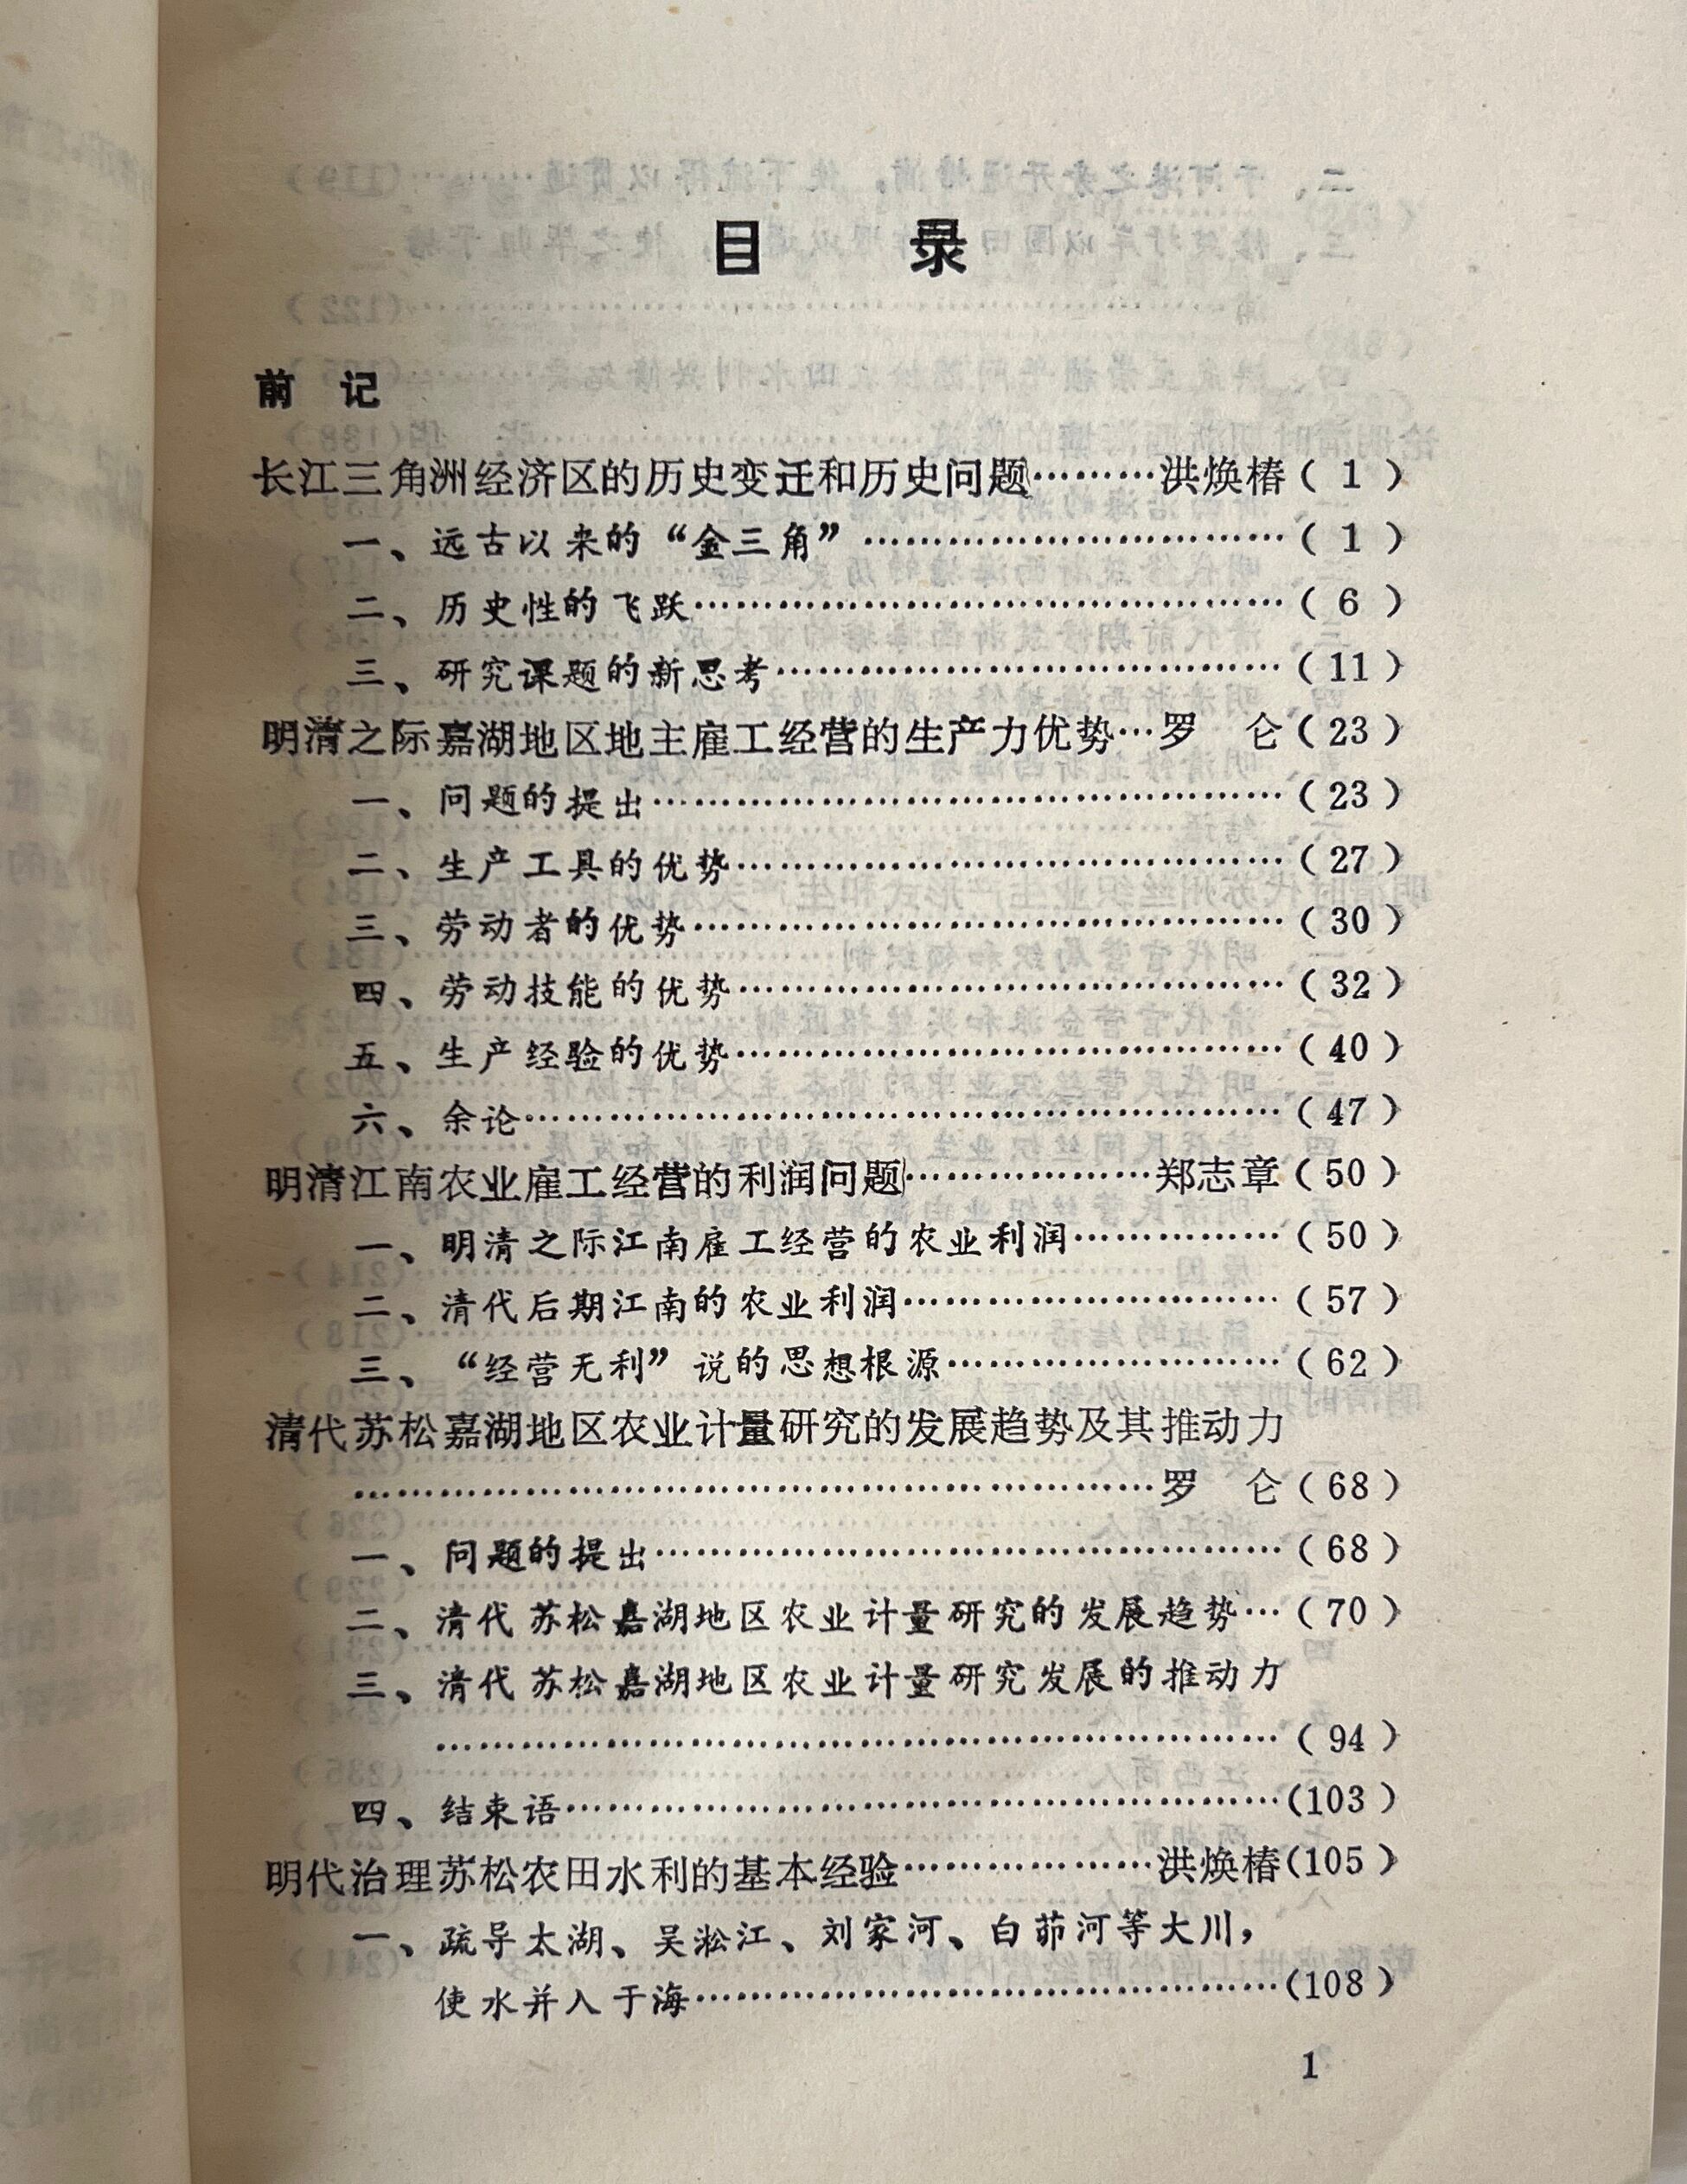 目 录
前 记
长江三角洲经济区的历史变迁和历史问题………洪焕椿（ 1 ）
一、远古以来的“金三角”…………………………（ 1 ）
二、历史性的飞跃……………………………………（ 6 ）
三、研究课题的新思考………………………………（11）
明清之际嘉湖地区地主雇工经营的生产力优势…罗 仑（23）
一、问题的提出………………………………………（23）
二、生产工具的优势…………………………………（27）
三、劳动者的优势……………………………………（30）
四、劳动技能的优势…………………………………（32）
五、生产经验的优势…………………………………（40）
六、余论………………………………………………（47）
明清江南农业雇工经营的利润问题………………郑志章（50）
一、明清之际江南雇工经营的农业利润……………（50）
二、清代后期江南的农业利润………………………（57）
三、“经营无利”说的思想根源……………………（62）
清代苏松嘉湖地区农业计量研究的发展趋势及其推动力
……………………………………………………罗 仑（68）
一、问题的提出………………………………………（68）
二、清代苏松嘉湖地区农业计量研究的发展趋势…（70）
三、清代苏松嘉湖地区农业计量研究发展的推动力
………………………………………………………（94）
四、结束语……………………………………………（103）
明代治理苏松农田水利的基本经验………………洪焕椿（105）
一、疏导太湖、吴淞江、刘家河、白茆河等大川，
使水并入于海……………………………………（108）
1